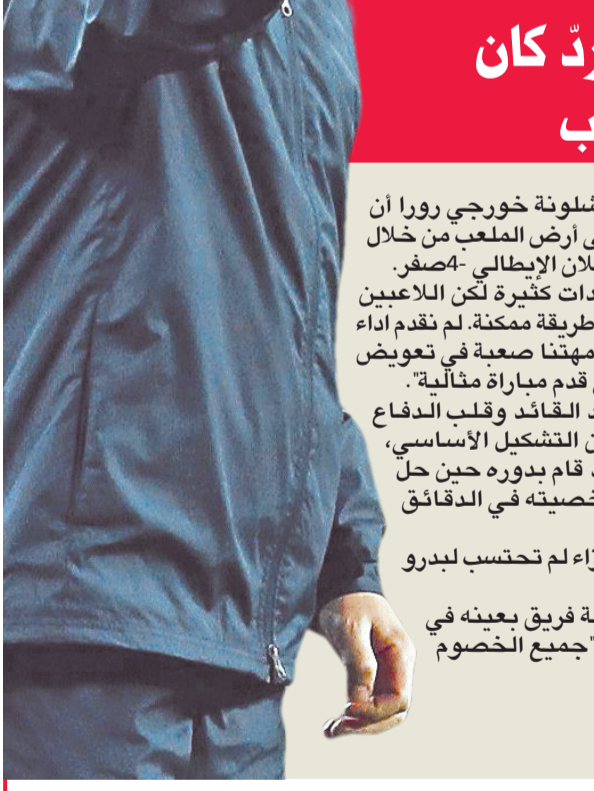 ردّ كان
ب
شلونة خورجي رورا أن
ى أرض الملعب من خلال
لان الإيطالي -4صفر.
دات كثيرة لكن اللاعبين
طريقة ممكنة. لم نقدم اداء
مهتنا صعبة في تعويض
قدم مباراة مثالية".
د القائد وقلب الدفاع
ن التشكيل الأساسي،
قام بدوره حين حل
خصيته في الدقائق
زاء لم تحتسب لبدرو
ة فريق بعينه في
"جميع الخصوم